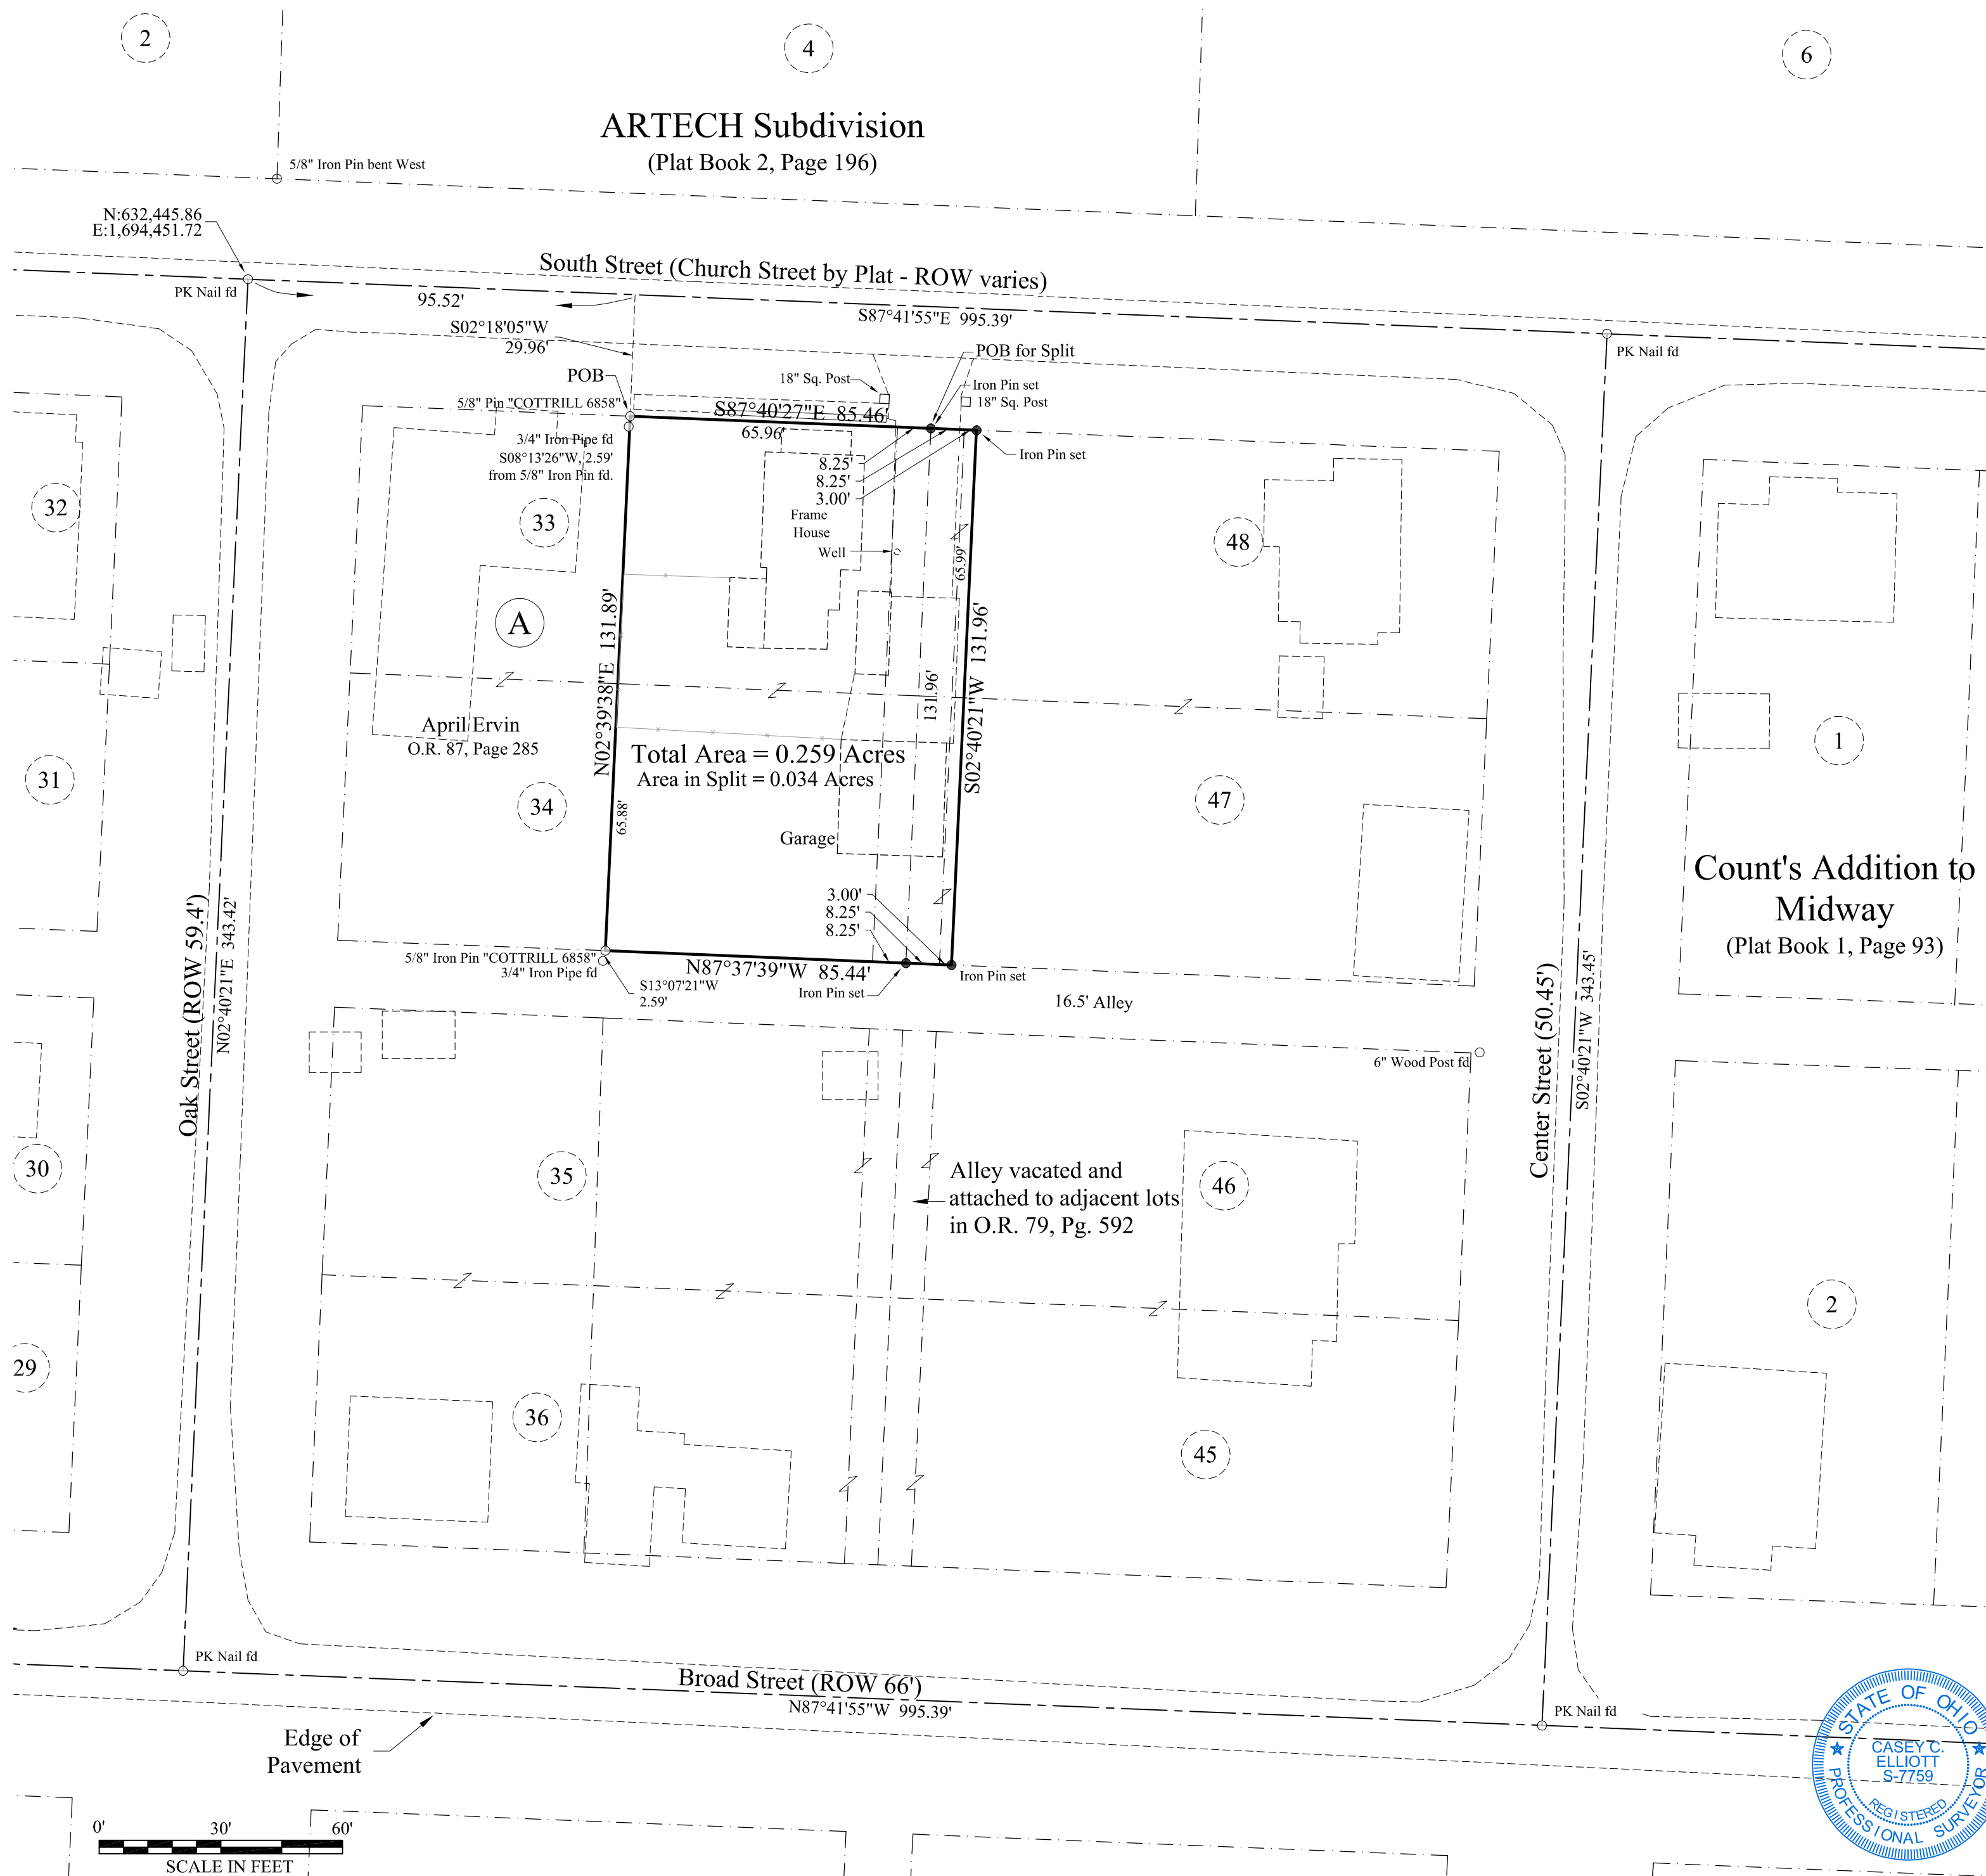 2
4
6
ARTECH Subdivision
(Plat Book 2, Page 196)
5/8" Iron Pin bent West
N:632,445.86
E:1,694,451.72
South Street (Church Street by Plat - ROW varies)
PK Nail fd
95.52'
S87°41'55"E 995.39'
PK Nail fd
S02°18'05"W
29.96'
POB for Split
POB
18" Sq. Post
Iron Pin set
18" Sq. Post
5/8" Pin "COTTRILL 6858"
S87°40'27"E 85.46'
65.96'
3/4" Iron Pipe fd
S08°13'26"W, 2.59'
from 5/8" Iron Pin fd.
Iron Pin set
8.25'
8.25'
3.00'
Frame
House
Well
32
33
48
65.99'
A
N02°39'38"E 131.89'
131.96'
S02°40'21"W 131.96'
April Ervin
O.R. 87, Page 285
Total Area = 0.259 Acres
Area in Split = 0.034 Acres
1
31
34
47
65.88'
Garage
Count's Addition to
Midway
(Plat Book 1, Page 93)
3.00'
8.25'
8.25'
Oak Street (ROW 59.4')
N02°40'21"E 343.42'
5/8" Iron Pin "COTTRILL 6858"
3/4" Iron Pipe fd
N87°37'39"W 85.44'
S13°07'21"W
2.59'
Iron Pin set
Iron Pin set
16.5' Alley
Center Street (50.45')
S02°40'21"W 343.45'
6" Wood Post fd
30
35
Alley vacated and
attached to adjacent lots
in O.R. 79, Pg. 592
46
2
29
36
45
PK Nail fd
Broad Street (ROW 66')
N87°41'55"W 995.39'
PK Nail fd
Edge of
Pavement
STATE OF OHIO
CASEY C.
ELLIOTT
S-7759
REGISTERED
PROFESSIONAL SURVEYOR
0'
30'
60'
SCALE IN FEET